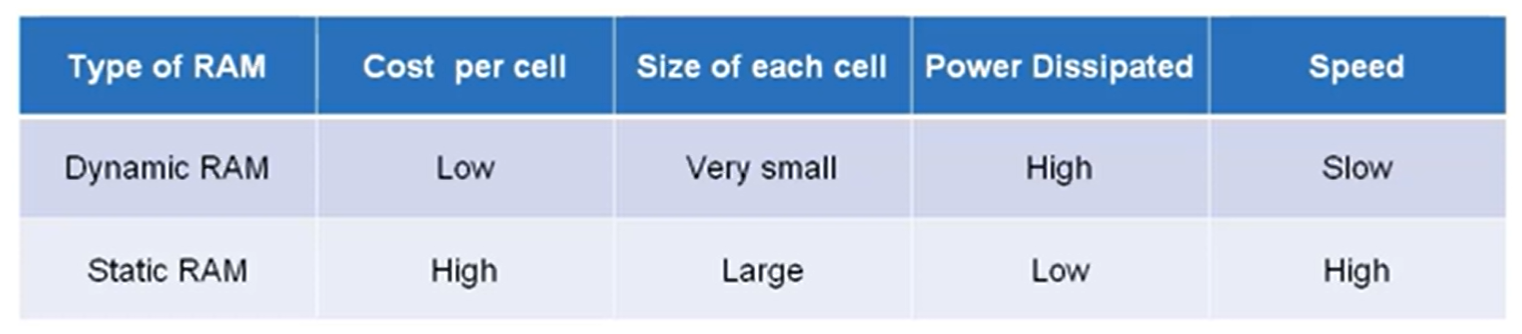 Type of RAM Cost per cell Size of each cell Power Dissipated Speed
Dynamic RAM Low Very small High Slow
Static RAM High Large Low High